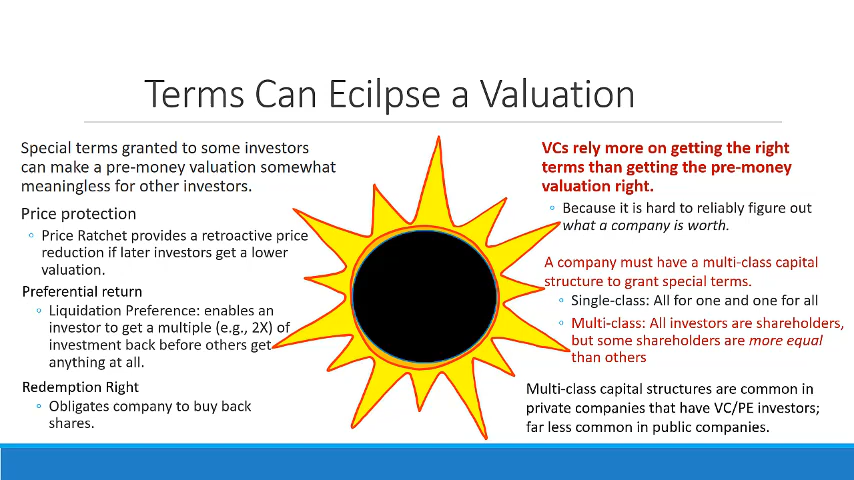 Terms Can Ecilpse a Valuation
Special terms granted to some investors
can make a pre-money valuation somewhat
meaningless for other investors.
Price protection
◦ Price Ratchet provides a retroactive price
reduction if later investors get a lower
valuation.
Preferential return
◦ Liquidation Preference: enables an
investor to get a multiple (e.g., 2X) of
investment back before others get
anything at all.
Redemption Right
◦ Obligates company to buy back
shares.
VCs rely more on getting the right
terms than getting the pre-money
valuation right.
◦ Because it is hard to reliably figure out
what a company is worth.
A company must have a multi-class capital
structure to grant special terms.
◦ Single-class: All for one and one for all
◦ Multi-class: All investors are shareholders,
but some shareholders are more equal
than others
Multi-class capital structures are common in
private companies that have VC/PE investors;
far less common in public companies.